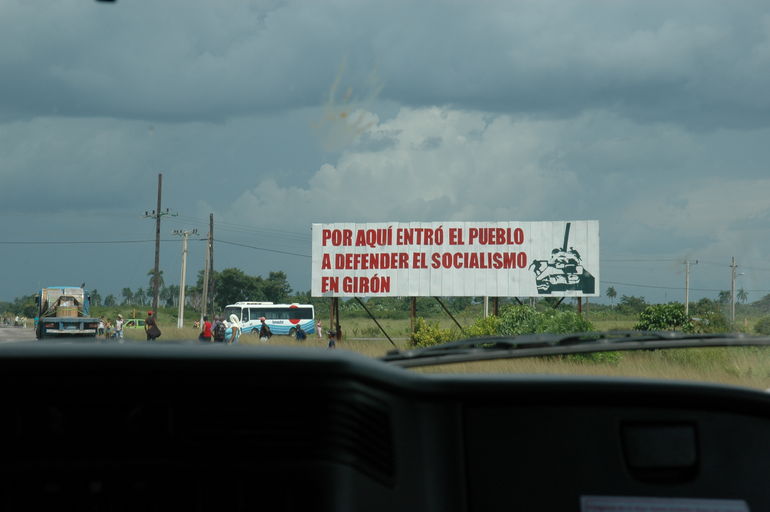 POR AQUÍ ENTRÓ EL PUEBLO
A DEFENDER EL SOCIALISMO
EN GIRÓN